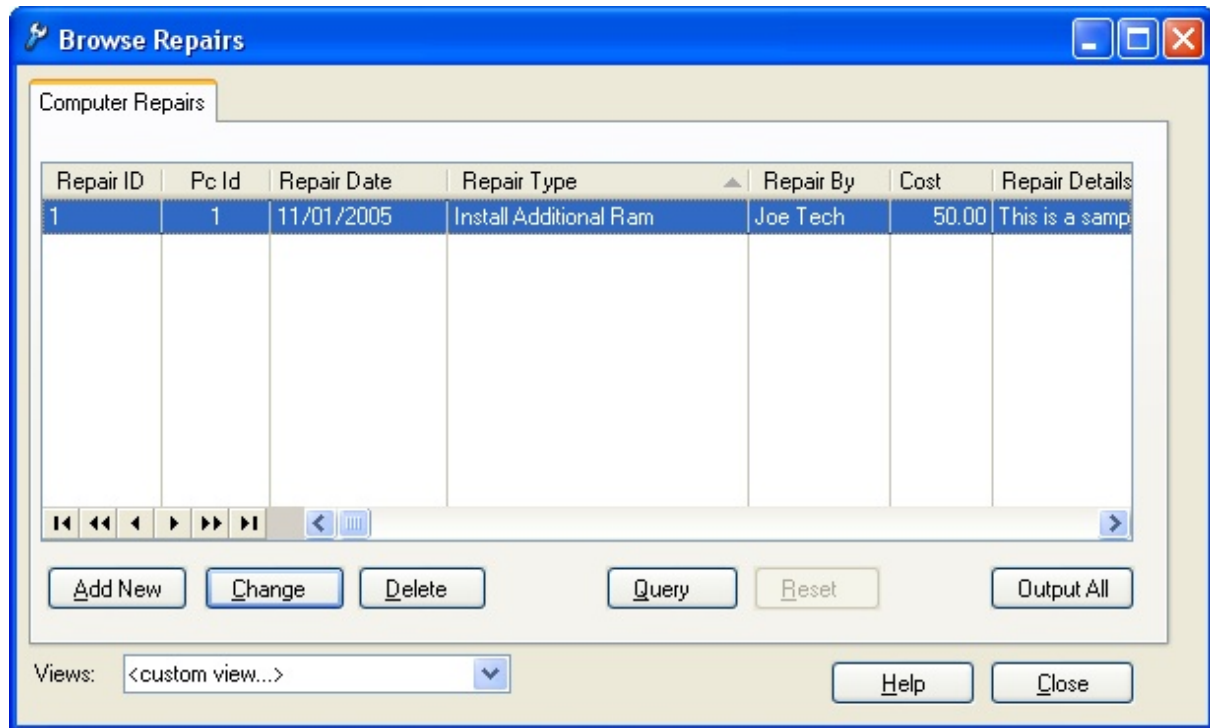 Browse Repairs
Computer Repairs
Repair ID Pc Id Repair Date Repair Type Repair By Cost Repair Details
1 1 11/01/2005 Install Additional Ram Joe Tech 50.00 This is a samp
Add New Change Delete Query Reset Output All
Views: <custom view...> Help Close